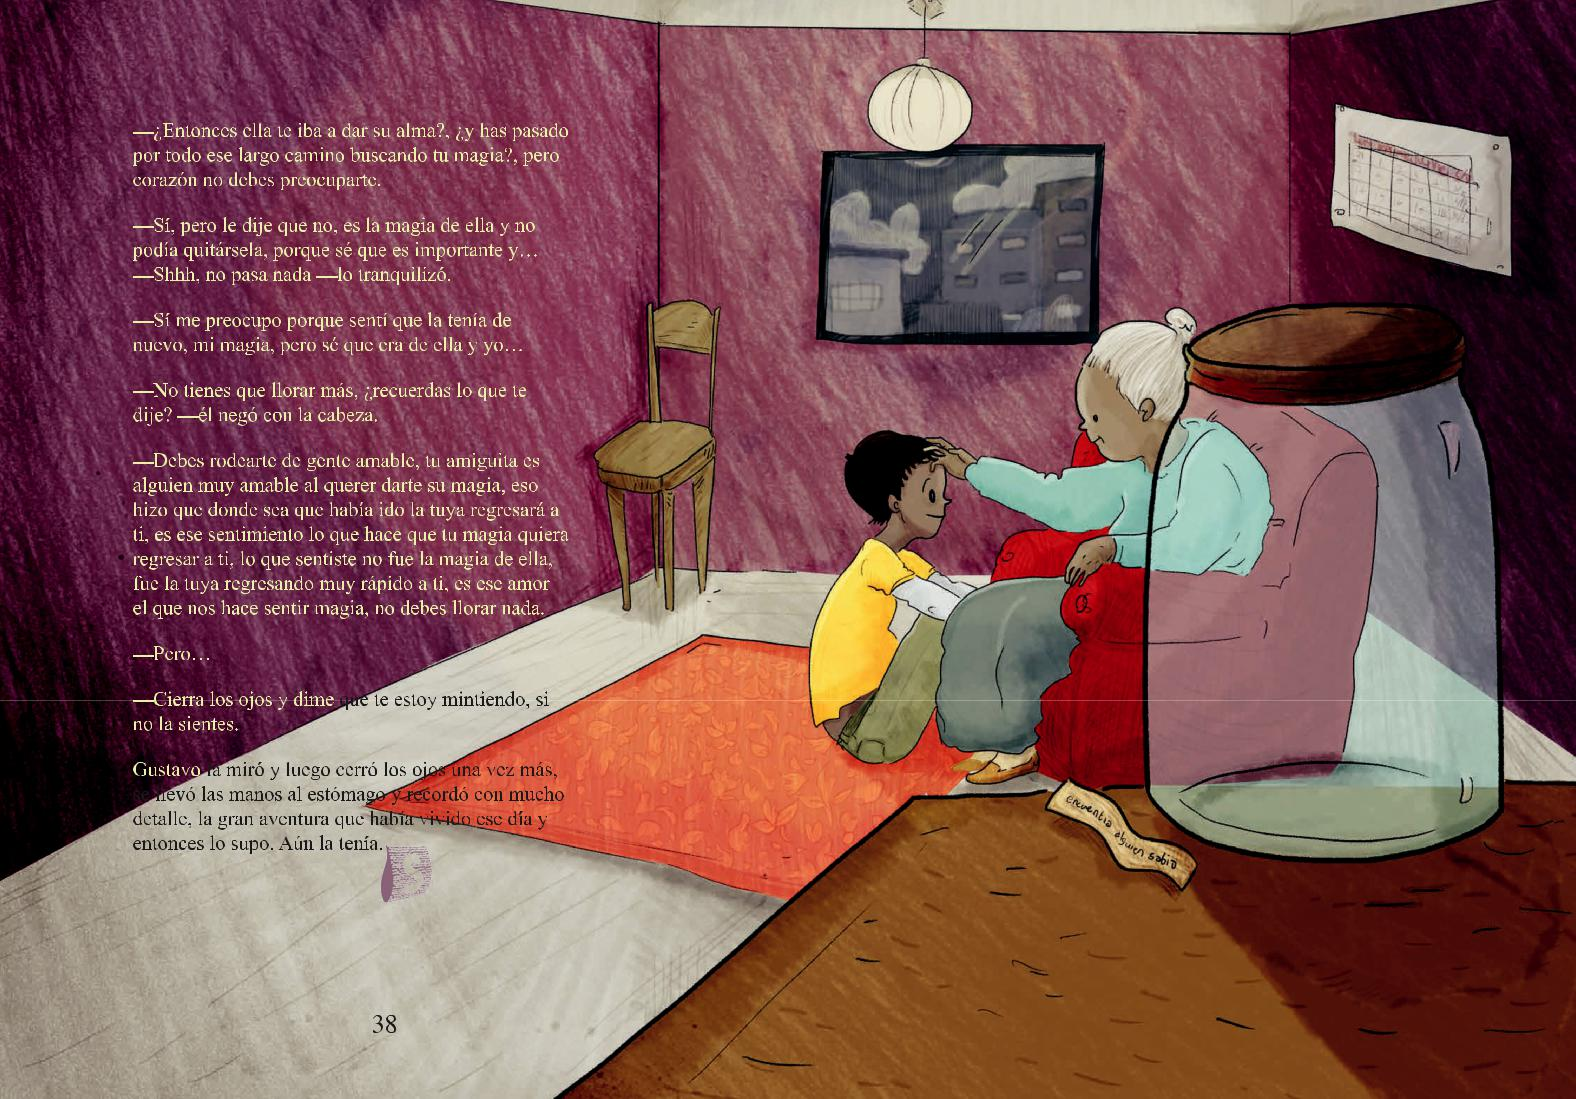 —¿Entonces ella te iba a dar su alma?, ¿y has pasado
por todo ese largo camino buscando tu magia?, pero
corazón no debes preocuparte.
—Sí, pero le dije que no, es la magia de ella y no
podía quitársela, porque sé que es importante y…
—Shhh, no pasa nada —lo tranquilizó.
—Sí me preocupo porque sentí que la tenía de
nuevo, mi magia, pero sé que era de ella y yo…
—No tienes que llorar más, ¿recuerdas lo que te
dije? —él negó con la cabeza.
—Debes rodearte de gente amable, tu amiguita es
alguien muy amable al querer darte su magia, eso
hizo que donde sea que había ido la tuya regresará a
ti, es ese sentimiento lo que hace que tu magia quiera
regresar a ti, lo que sentiste no fue la magia de ella,
fue la tuya regresando muy rápido a ti, es ese amor
el que nos hace sentir magia, no debes llorar nada.
—Pero…
—Cierra los ojos y dime que te estoy mintiendo, si
no la sientes.
Gustavo la miró y luego cerró los ojos una vez más,
se llevó las manos al estómago y recordó con mucho
detalle, la gran aventura que había vivido ese día y
entonces lo supo. Aún la tenía.
encuentra alguien sabio
38